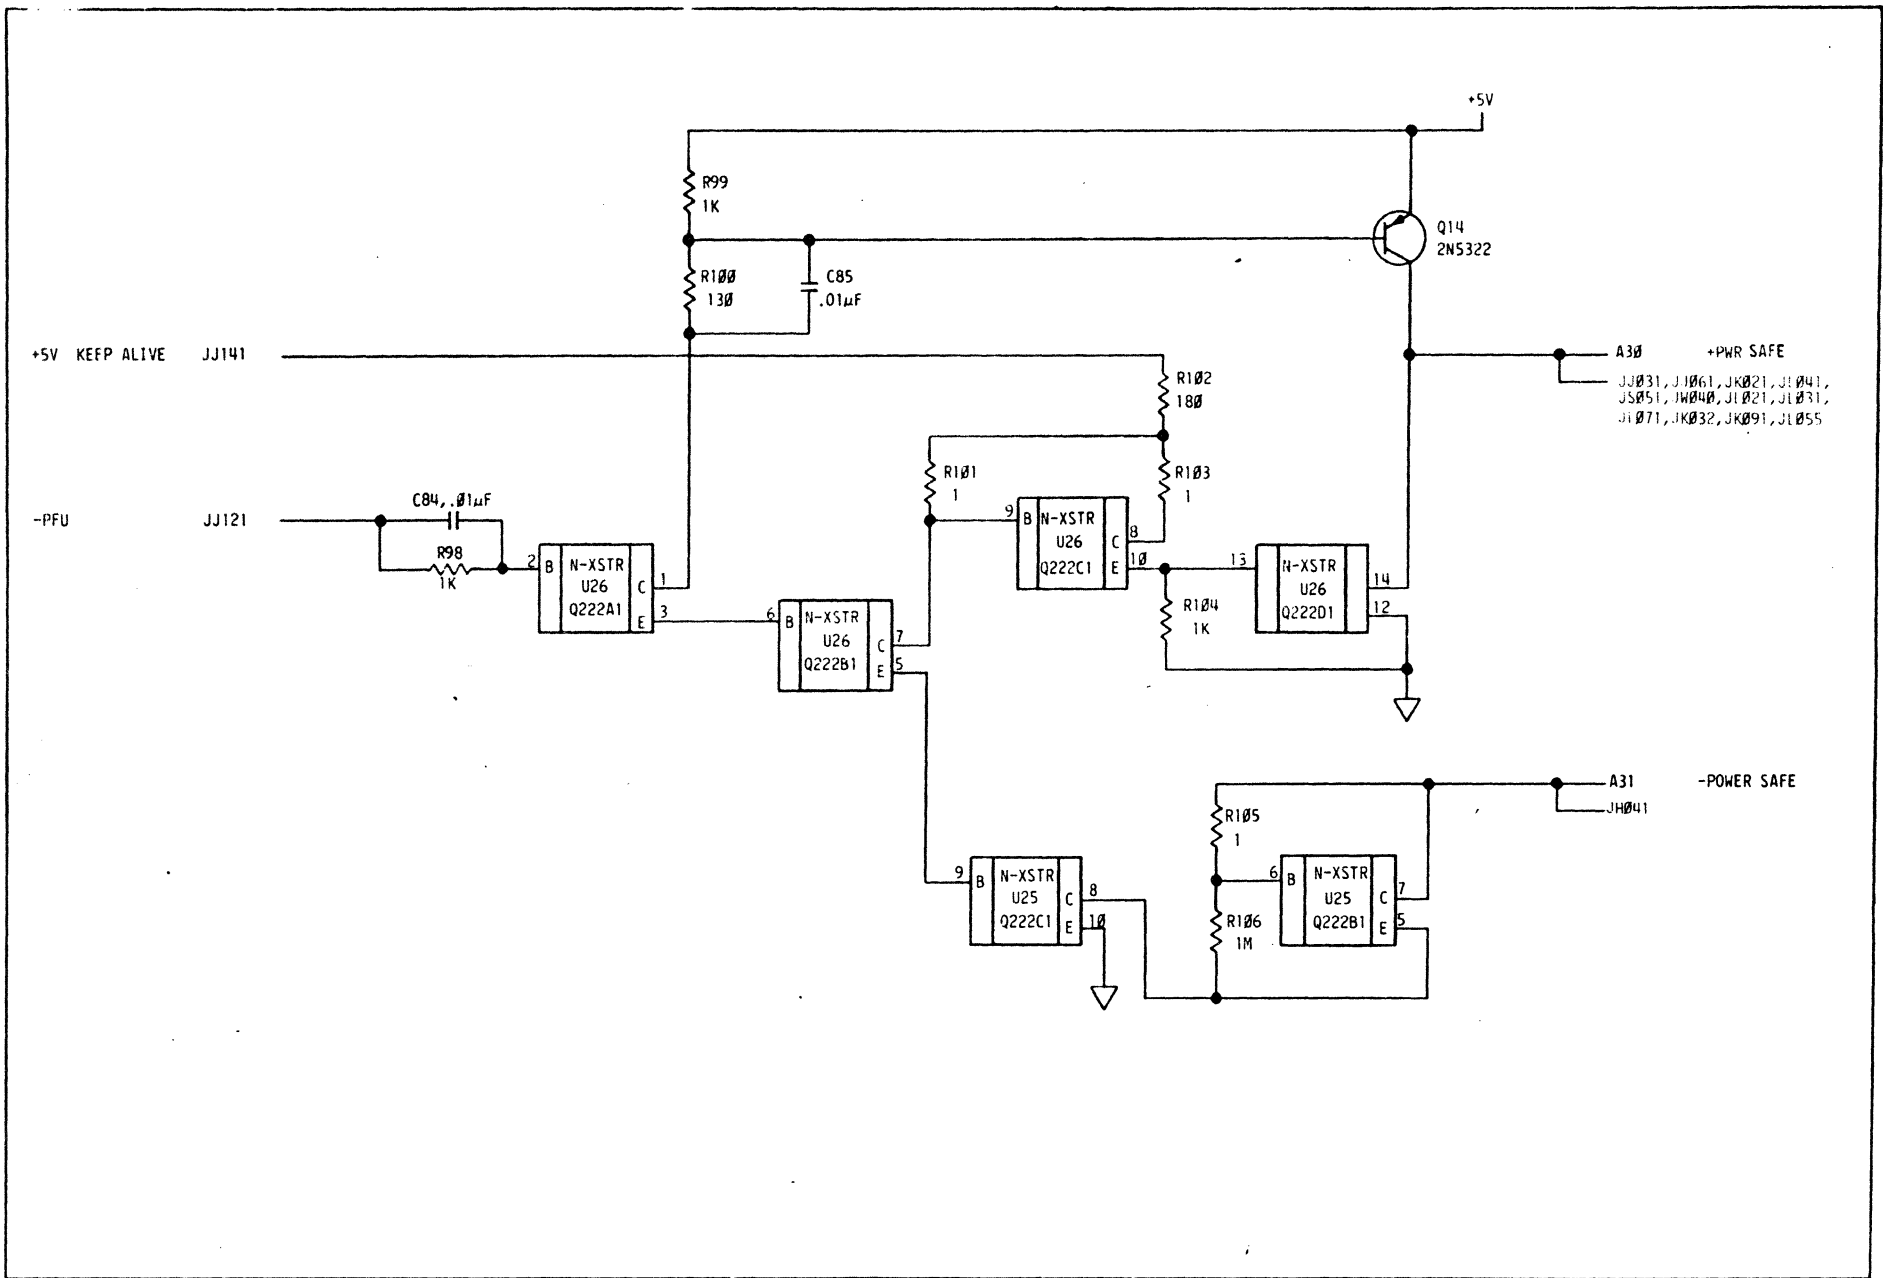 +5V
R99
1K
Q14
2N5322
R1ØØ
13Ø
C85
.Ø1µF
+5V KEEP ALIVE JJ141
A3Ø +PWR SAFE
JJØ31,JJØ61,JKØ21,JLØ41,
JSØ51,JWØ4Ø,JLØ21,JLØ31,
JLØ71,JKØ32,JKØ91,JLØ55
R1Ø2
18Ø
R1Ø1
1
R1Ø3
1
C84,.Ø1µF
-PFU JJ121
R98
1K
2 B N-XSTR U26 Q222A1 C 1 E 3
9 B N-XSTR U26 Q222C1 C 8 E 1Ø
13 N-XSTR U26 Q222D1 14 12
R1Ø4
1K
6 B N-XSTR U26 Q222B1 C 7 E 5
A31 -POWER SAFE
JHØ41
R1Ø5
1
9 B N-XSTR U25 Q222C1 C 8 E 1Ø
6 B N-XSTR U25 Q222B1 C 7 E 5
R1Ø6
1M